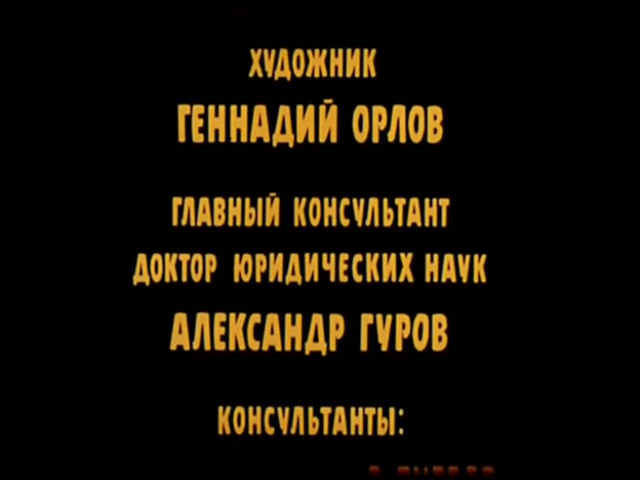 ХУДОЖНИК
ГЕННАДИЙ ОРЛОВ
ГЛАВНЫЙ КОНСУЛЬТАНТ
ДОКТОР ЮРИДИЧЕСКИХ НАУК
АЛЕКСАНДР ГУРОВ
КОНСУЛЬТАНТЫ: